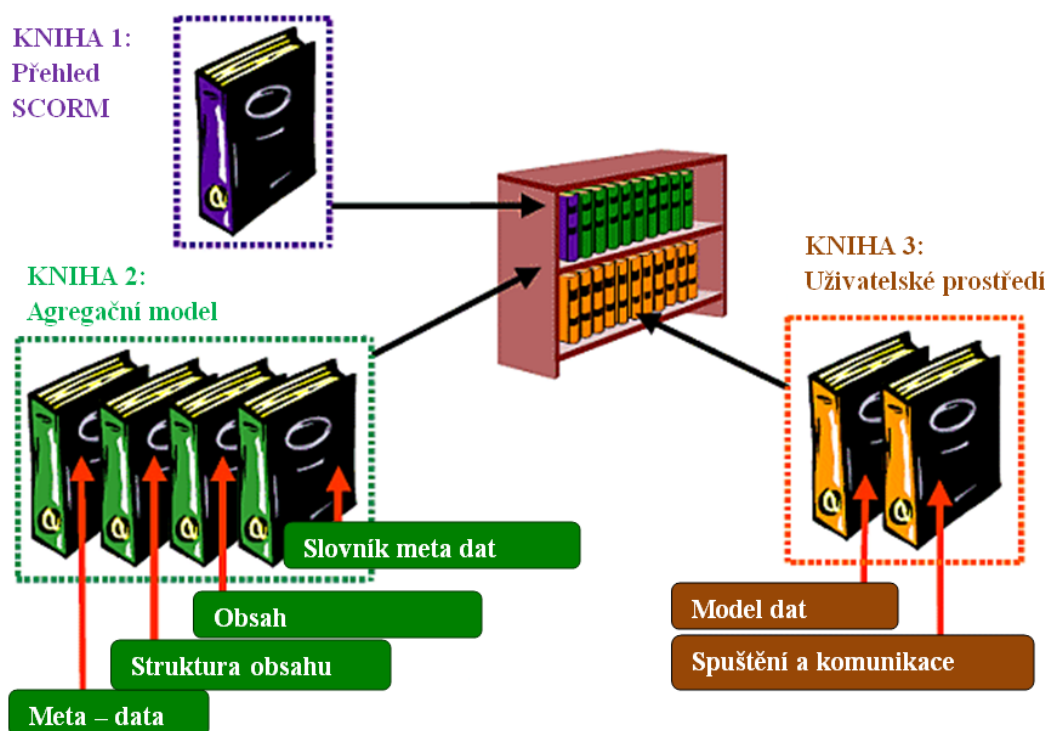 KNIHA 1:
Přehled
SCORM
KNIHA 2:
Agregační model
KNIHA 3:
Uživatelské prostředí
Slovník meta dat
Obsah
Struktura obsahu
Meta – data
Model dat
Spuštění a komunikace